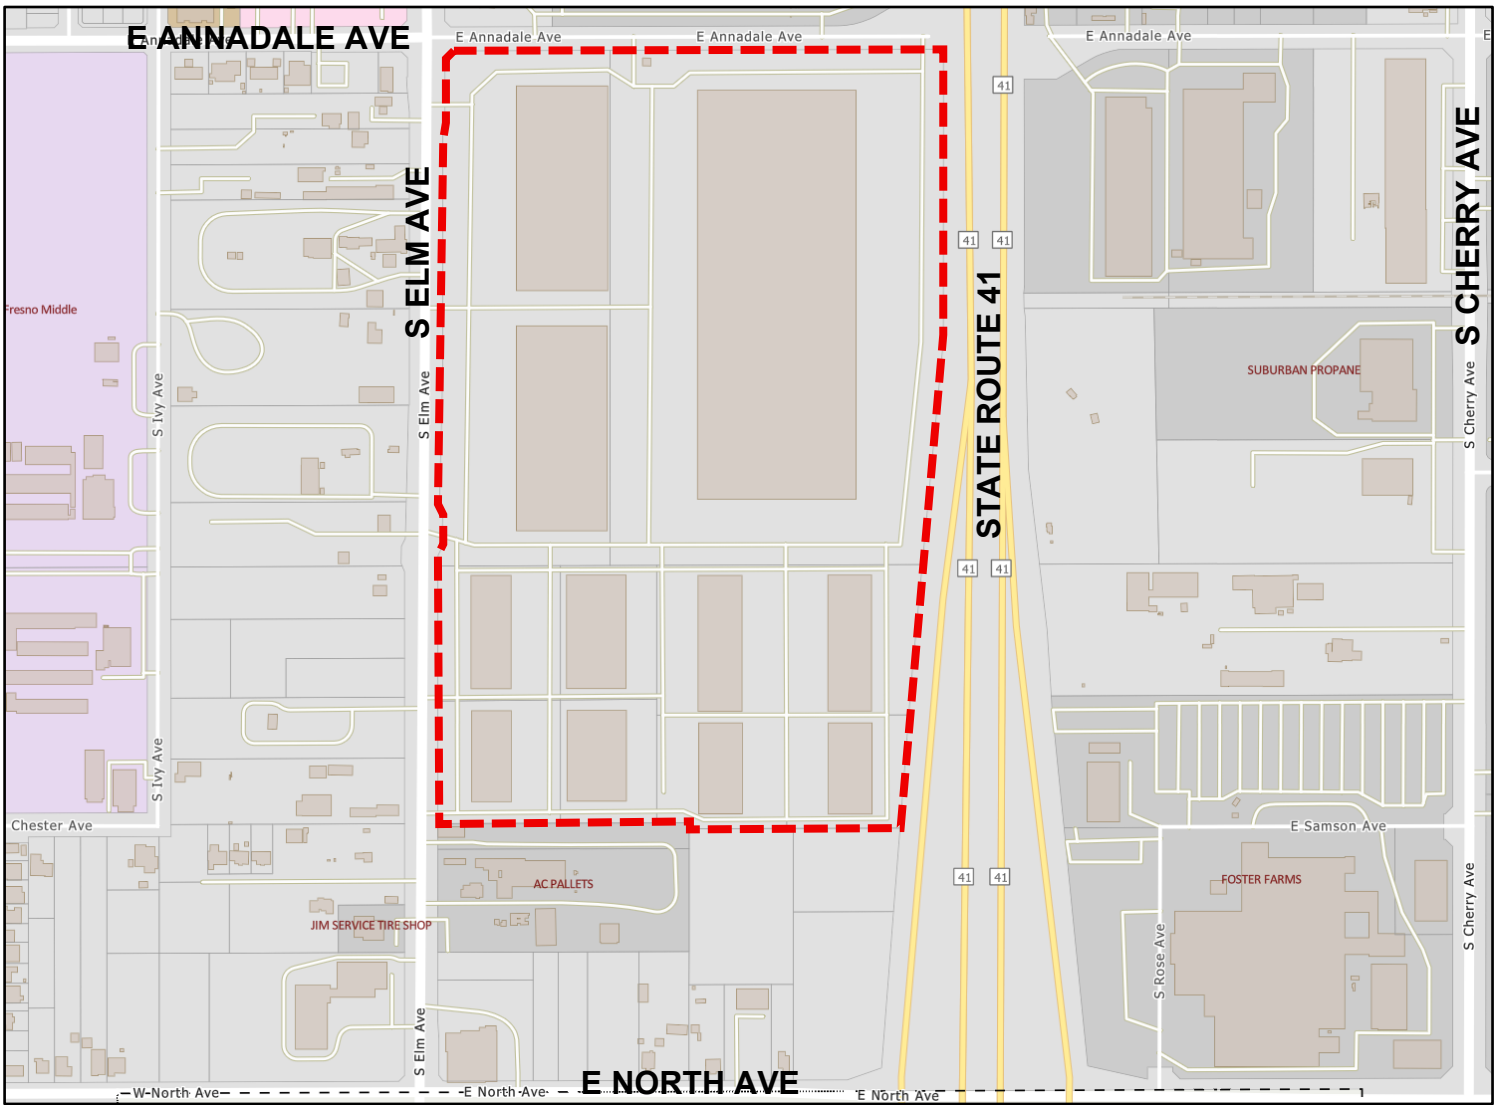 E Annadale Ave
E ANNADALE AVE
E Annadale Ave
E Annadale Ave
E Annadale Ave
E
41
S CHERRY AVE
S ELM AVE
41
41
STATE ROUTE 41
Fresno Middle
S Ivy Ave
S Elm Ave
SUBURBAN PROPANE
S Cherry Ave
41
41
S Ivy Ave
Chester Ave
E Samson Ave
41
41
AC PALLETS
FOSTER FARMS
JIM SERVICE TIRE SHOP
S Rose Ave
S Cherry Ave
S Elm Ave
W North Ave
E North Ave
E NORTH AVE
E North Ave